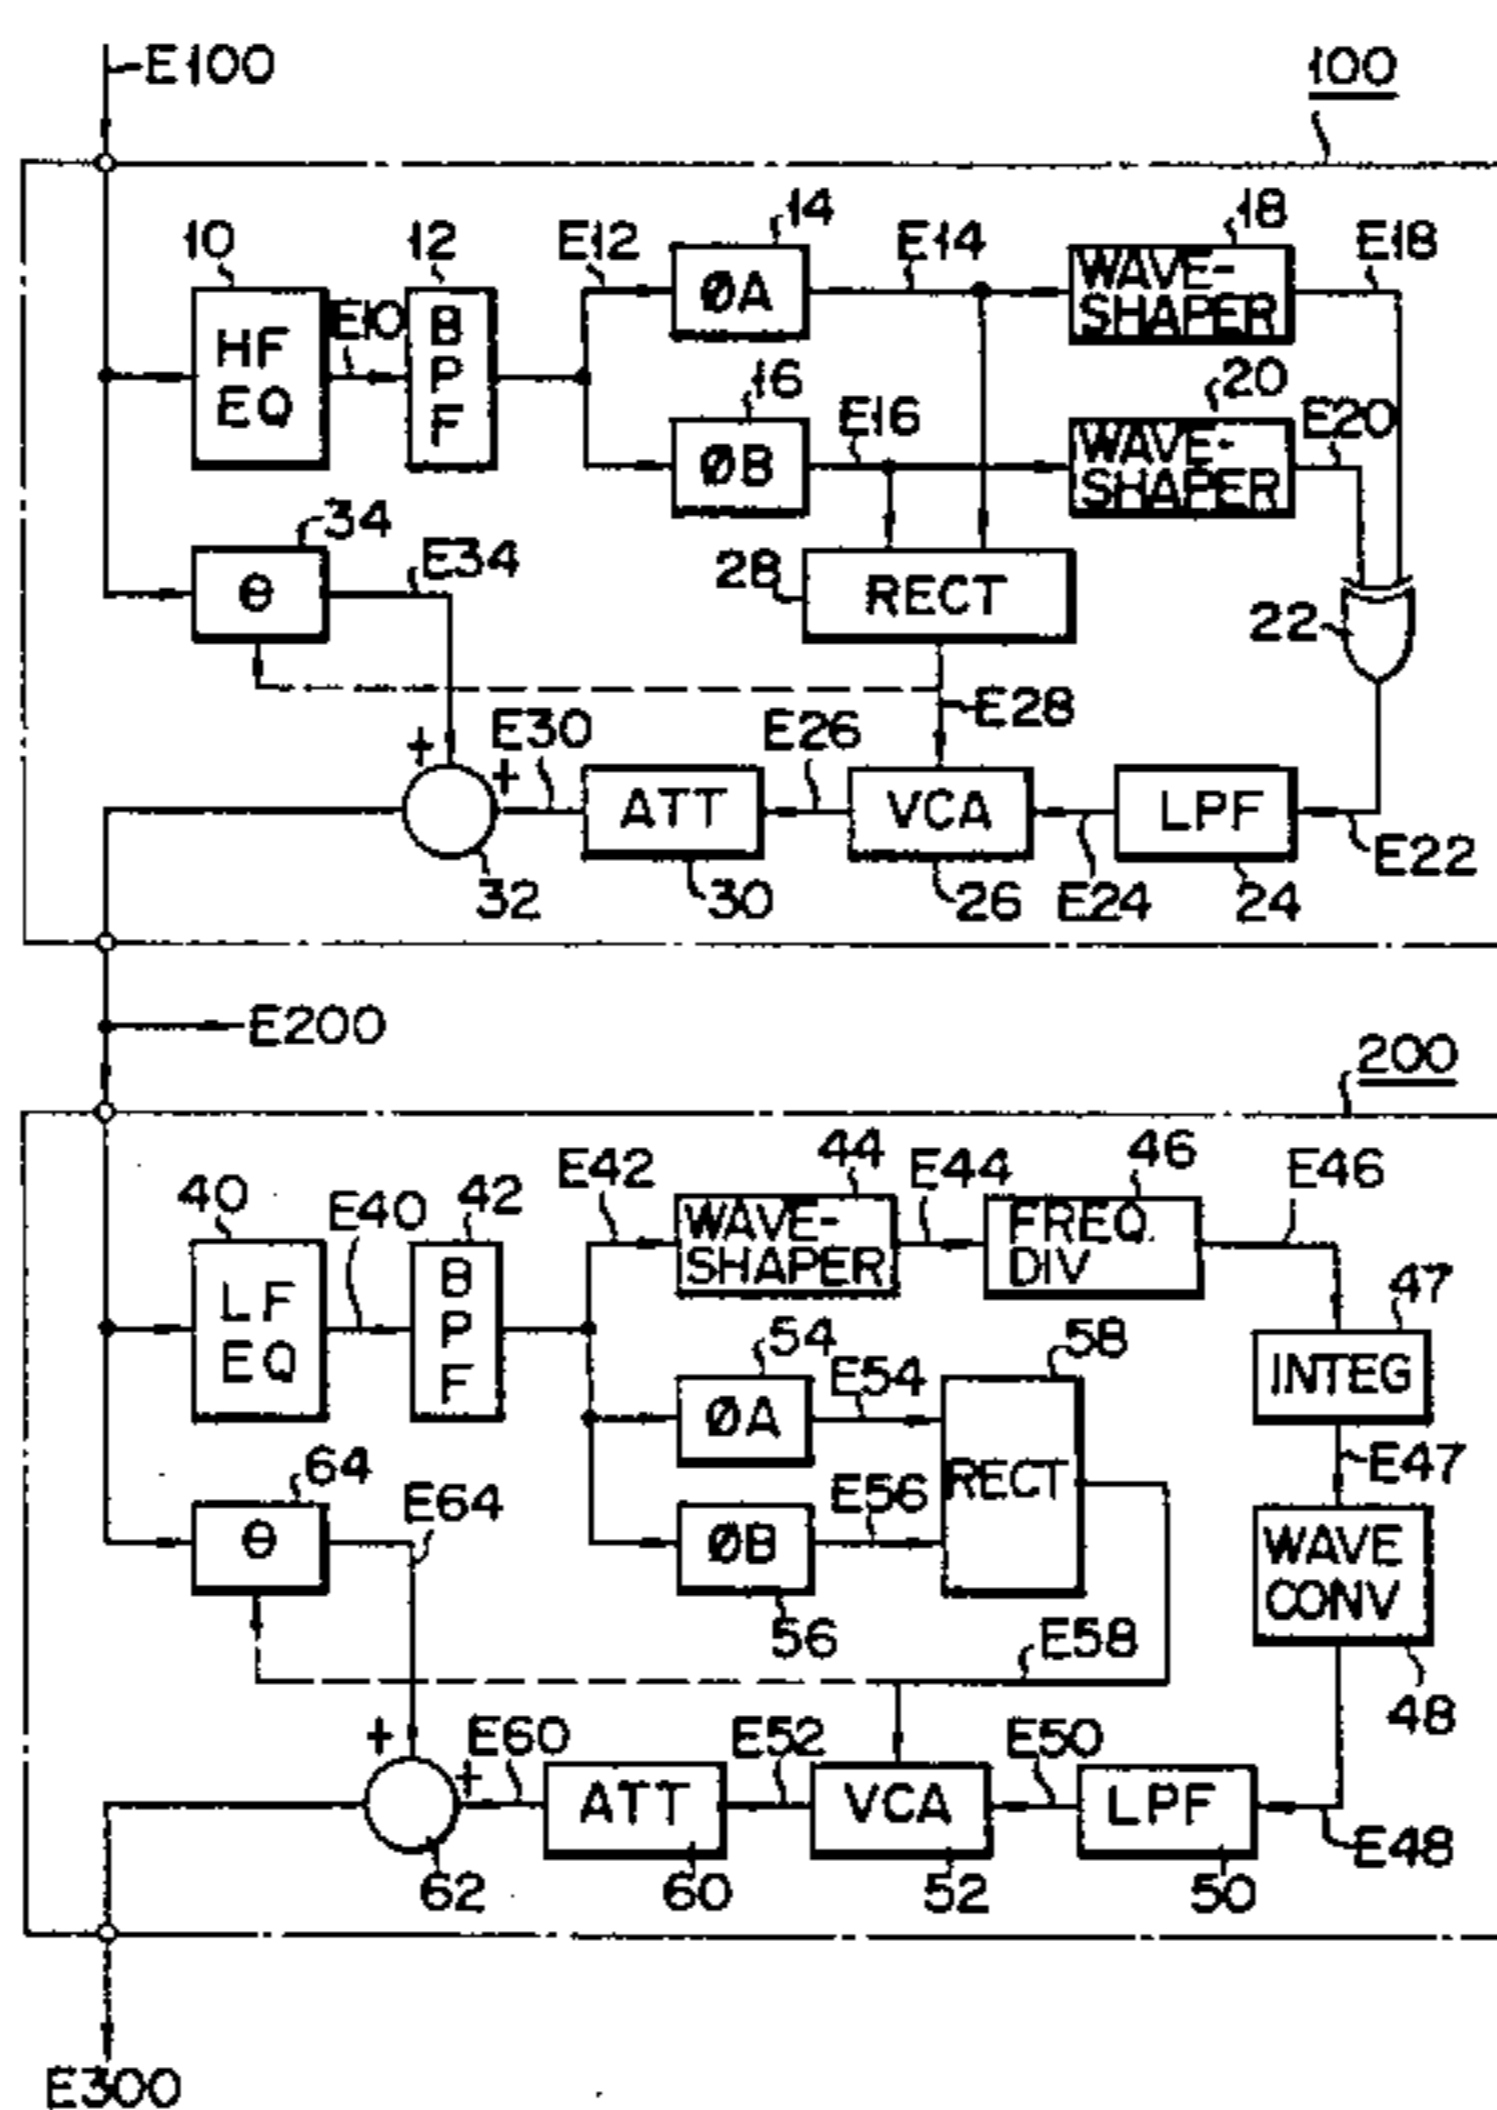 E100
100
10
12
E12
14
E14
18
E18
HF
EQ
E10
B
P
F
ØA
WAVE-
SHAPER
16
E16
20
E20
ØB
WAVE-
SHAPER
34
E34
θ
28
RECT
22
E28
+
+
E30
E26
ATT
VCA
LPF
32
30
26
E24
24
E22
E200
200
40
E40
42
E42
44
E44
46
E46
LF
EQ
B
P
F
WAVE-
SHAPER
FREQ.
DIV
47
INTEG
54
E54
58
ØA
RECT
E47
64
E64
θ
E56
ØB
56
WAVE
CONV
E58
48
+
+
E60
E52
E50
ATT
VCA
LPF
E48
62
60
52
50
E300